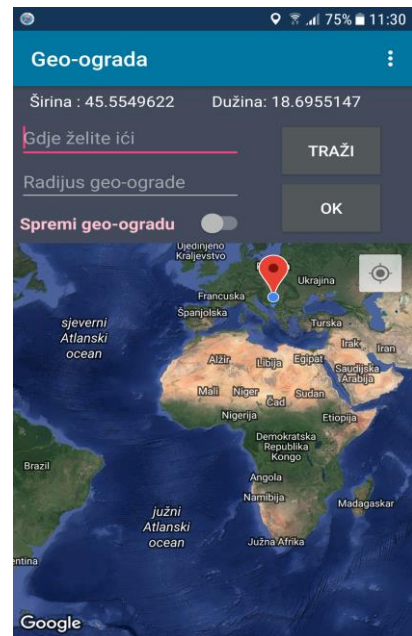 75% 11:30
Geo-ograda
Širina : 45.5549622 Dužina: 18.6955147
Gdje želite ići
TRAŽI
Radijus geo-ograde
OK
Spremi geo-ogradu
Ujedinjeno
Kraljevstvo
Ukrajina
Francuska
Španjolska
Turska
sjeverni
Atlanski
ocean
Irak
Iran
Alžir
Libija
Egipat
Saudijska
Arabija
Mali
Niger
Čad
Sudan
Nigerija
Etiopija
Demokratska
Republika
Kongo
Brazil
Angola
Namibija
Madagaskar
južni
Atlanski
ocean
Južna Afrika
entina
Google